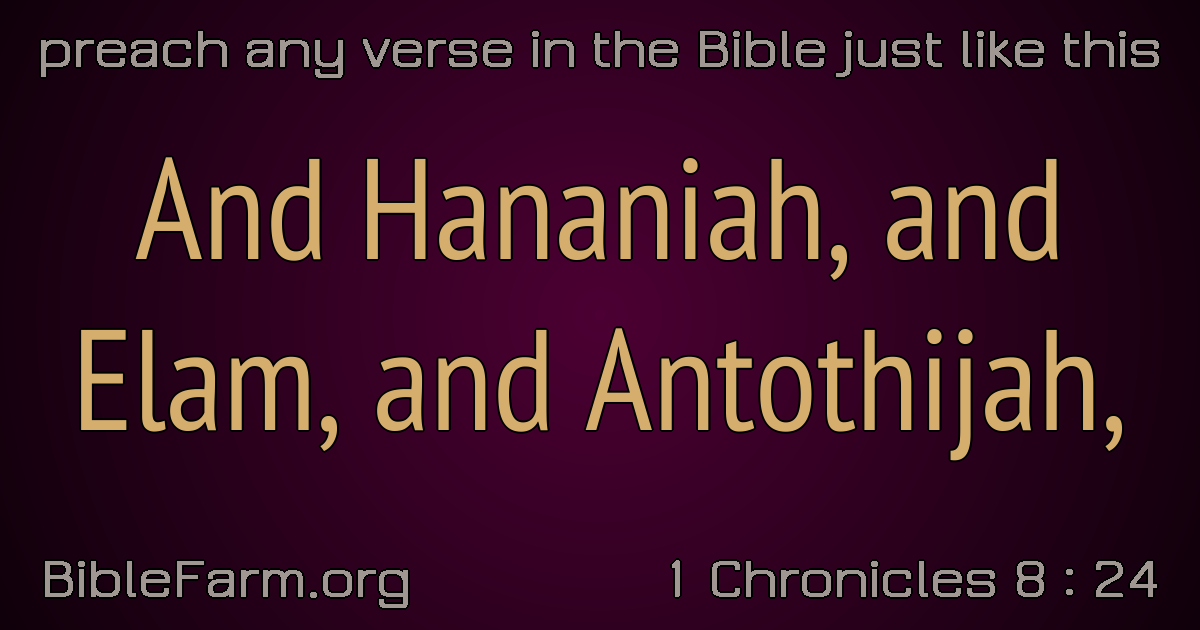 preach any verse in the Bible just like this
And Hananiah, and
Elam, and Antothijah,
BibleFarm.org
1 Chronicles 8 : 24